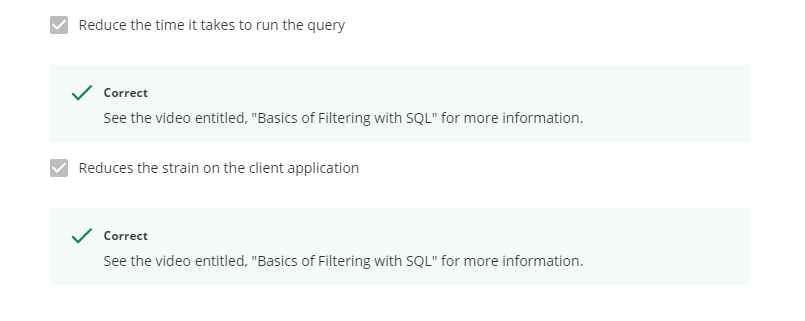 Reduce the time it takes to run the query
Correct
See the video entitled, "Basics of Filtering with SQL" for more information.
Reduces the strain on the client application
Correct
See the video entitled, "Basics of Filtering with SQL" for more information.